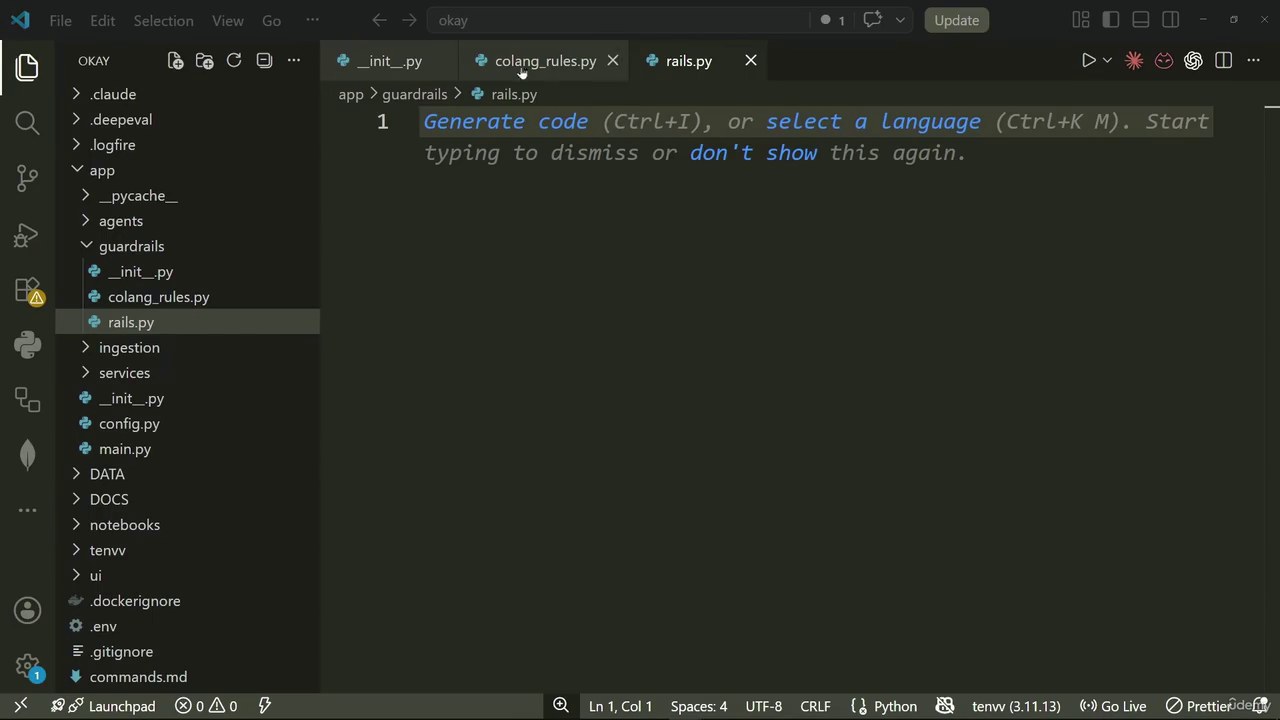 File Edit Selection View Go ··· okay 1 Update
OKAY
__init__.py colang_rules.py rails.py
app > guardrails > rails.py
.claude
.deepeval
.logfire
app
__pycache__
agents
guardrails
__init__.py
colang_rules.py
rails.py
ingestion
services
__init__.py
config.py
main.py
DATA
DOCS
notebooks
tenvv
ui
.dockerignore
.env
.gitignore
commands.md
1 Generate code (Ctrl+I), or select a language (Ctrl+K M). Start
typing to dismiss or don't show this again.
1
Launchpad 0 0 Ln 1, Col 1 Spaces: 4 UTF-8 CRLF Python tenvv (3.11.13) Go Live Prettier
udemy